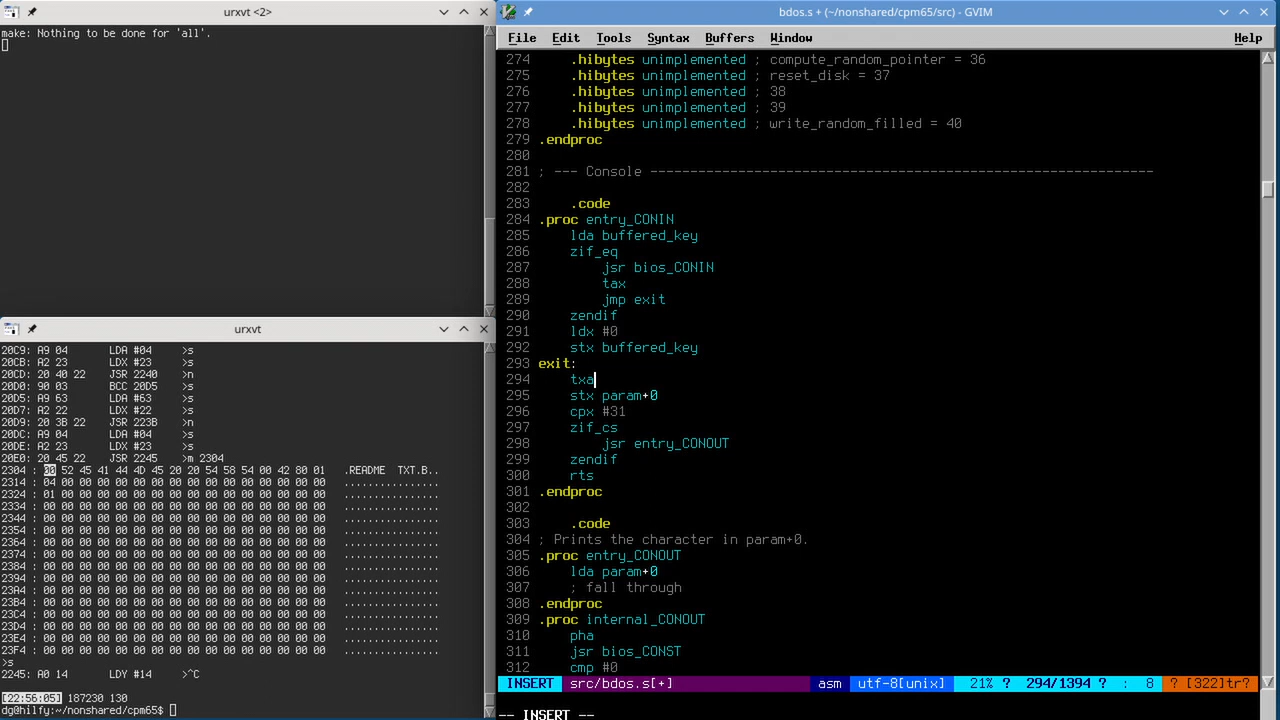 urxvt <2>
make: Nothing to be done for 'all'.
urxvt
20C9: A9 04 LDA #04 >s
20CB: A2 23 LDX #23 >s
20CD: 20 40 22 JSR 2240 >n
20D0: 90 03 BCC 20D5 >s
20D5: A9 63 LDA #63 >s
20D7: A2 22 LDX #22 >s
20D9: 20 3B 22 JSR 223B >n
20DC: A9 04 LDA #04 >s
20DE: A2 23 LDX #23 >s
20E0: 20 45 22 JSR 2245 >m 2304
2304 : 00 52 45 41 44 4D 45 20 20 54 58 54 00 42 80 01 .README TXT.B..
2314 : 04 00 00 00 00 00 00 00 00 00 00 00 00 00 00 00 ................
2324 : 01 00 00 00 00 00 00 00 00 00 00 00 00 00 00 00 ................
2334 : 00 00 00 00 00 00 00 00 00 00 00 00 00 00 00 00 ................
2344 : 00 00 00 00 00 00 00 00 00 00 00 00 00 00 00 00 ................
2354 : 00 00 00 00 00 00 00 00 00 00 00 00 00 00 00 00 ................
2364 : 00 00 00 00 00 00 00 00 00 00 00 00 00 00 00 00 ................
2374 : 00 00 00 00 00 00 00 00 00 00 00 00 00 00 00 00 ................
2384 : 00 00 00 00 00 00 00 00 00 00 00 00 00 00 00 00 ................
2394 : 00 00 00 00 00 00 00 00 00 00 00 00 00 00 00 00 ................
23A4 : 00 00 00 00 00 00 00 00 00 00 00 00 00 00 00 00 ................
23B4 : 00 00 00 00 00 00 00 00 00 00 00 00 00 00 00 00 ................
23C4 : 00 00 00 00 00 00 00 00 00 00 00 00 00 00 00 00 ................
23D4 : 00 00 00 00 00 00 00 00 00 00 00 00 00 00 00 00 ................
23E4 : 00 00 00 00 00 00 00 00 00 00 00 00 00 00 00 00 ................
23F4 : 00 00 00 00 00 00 00 00 00 00 00 00 00 00 00 00 ................
>s
2245: A0 14 LDY #14 >^C
[22:56:05] 187230 130
dg@hilfy:~/nonshared/cpm65$
bdos.s + (~/nonshared/cpm65/src) - GVIM
File Edit Tools Syntax Buffers Window Help
274 .hibytes unimplemented ; compute_random_pointer = 36
275 .hibytes unimplemented ; reset_disk = 37
276 .hibytes unimplemented ; 38
277 .hibytes unimplemented ; 39
278 .hibytes unimplemented ; write_random_filled = 40
279 .endproc
280
281 ; --- Console ---------------------------------------------------------------
282
283 .code
284 .proc entry_CONIN
285 lda buffered_key
286 zif_eq
287 jsr bios_CONIN
288 tax
289 jmp exit
290 zendif
291 ldx #0
292 stx buffered_key
293 exit:
294 txa
295 stx param+0
296 cpx #31
297 zif_cs
298 jsr entry_CONOUT
299 zendif
300 rts
301 .endproc
302
303 .code
304 ; Prints the character in param+0.
305 .proc entry_CONOUT
306 lda param+0
307 ; fall through
308 .endproc
309 .proc internal_CONOUT
310 pha
311 jsr bios_CONST
312 cmp #0
INSERT src/bdos.s[+] asm utf-8[unix] 21% ? 294/1394 ? : 8 ? [322]tr?
-- INSERT --